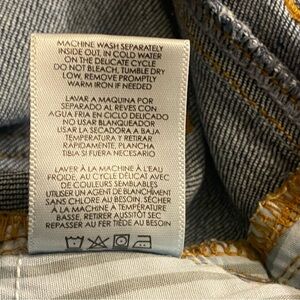 MACHINE WASH SEPARATELY
INSIDE OUT, IN COLD WATER
ON THE DELICATE CYCLE
DO NOT BLEACH, TUMBLE DRY
LOW, REMOVE PROMPTLY
WARM IRON IF NEEDED
LAVAR A MAQUINA POR
SEPARADO AL REVES CON
AGUA FRIA EN CICLO DELICADO
NO USAR BLANQUEADOR
USAR LA SECADORA A BAJA
TEMPERATURA Y RETIRAR
RAPIDAMENTE, PLANCHA
TIBIA SI FUERA NECESARIO
LAVER À LA MACHINE À L'EAU
FROIDE, AU CYCLE DÉLICAT AVEC
DE COULEURS SEMBLABLES
UTILISER UN AGENT DE BLANCHIMENT
SANS CHLORE AU BESOIN, SÉCHER
À LA MACHINE À TEMPÉRATURE
BASSE, RETIRER AUSSITÔT SEC
REPASSER AU FER TIÈDE AU BESOIN